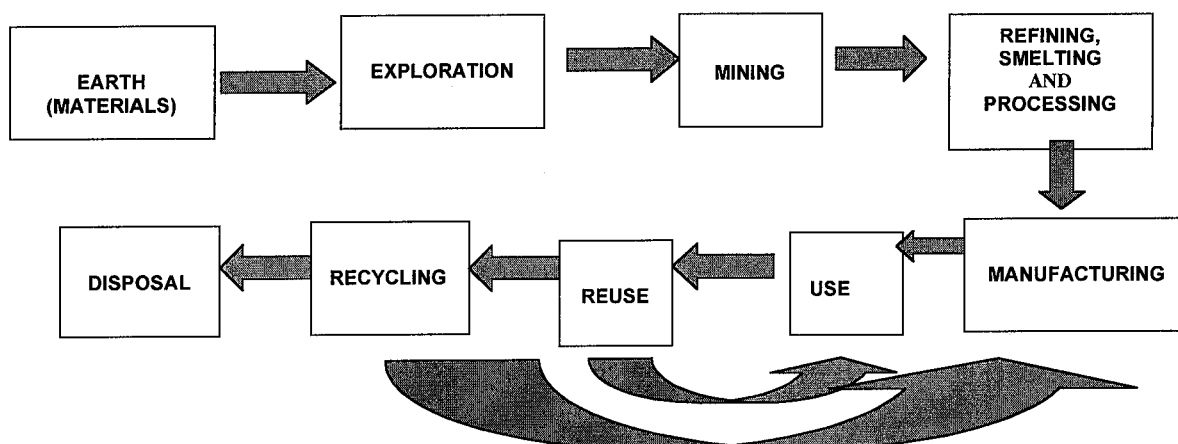 EARTH
(MATERIALS)
EXPLORATION
MINING
REFINING,
SMELTING
AND
PROCESSING
MANUFACTURING
USE
REUSE
RECYCLING
DISPOSAL